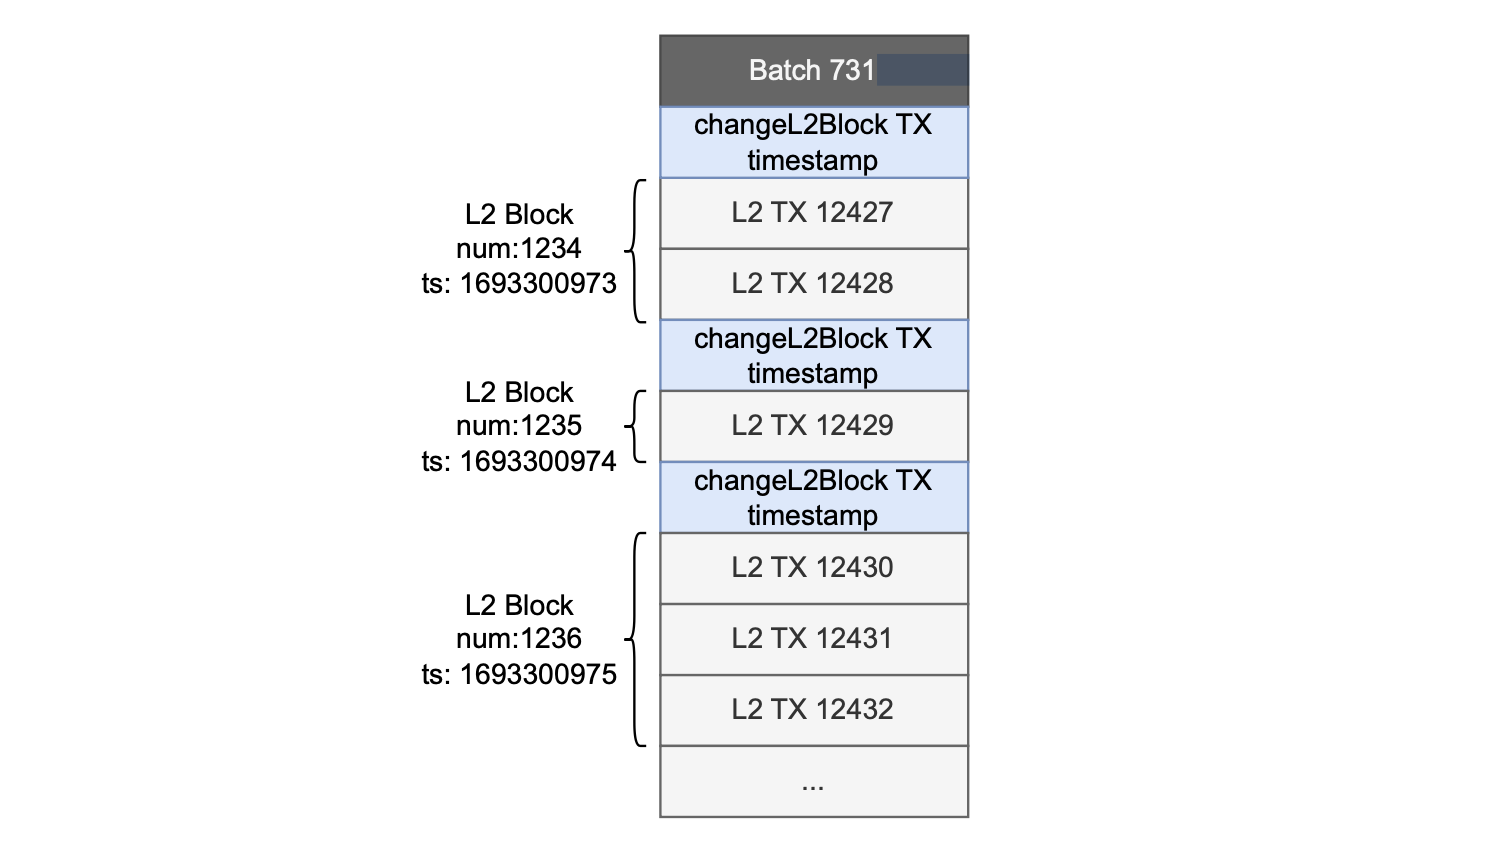 Batch 731
changeL2Block TX
timestamp
L2 Block
num:1234
ts: 1693300973
L2 TX 12427
L2 TX 12428
changeL2Block TX
timestamp
L2 Block
num:1235
ts: 1693300974
L2 TX 12429
changeL2Block TX
timestamp
L2 Block
num:1236
ts: 1693300975
L2 TX 12430
L2 TX 12431
L2 TX 12432
...